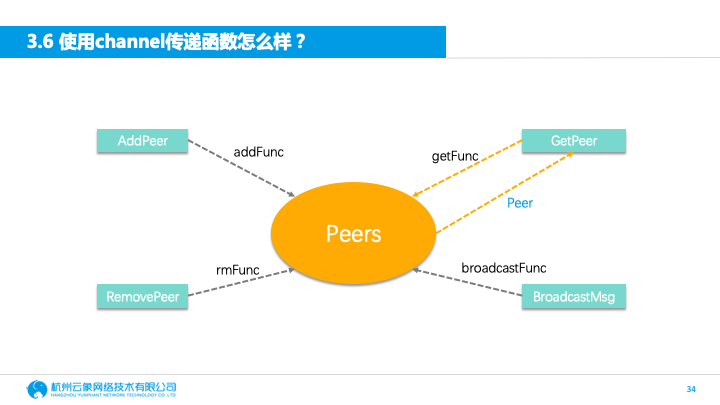 3.6 使用channel传递函数怎么样？
AddPeer
GetPeer
addFunc
getFunc
Peer
Peers
rmFunc
broadcastFunc
RemovePeer
BroadcastMsg
杭州云象网络技术有限公司
HANGZHOU YUNPHANT NETWORK TECHNOLOGY CO. LTD
34